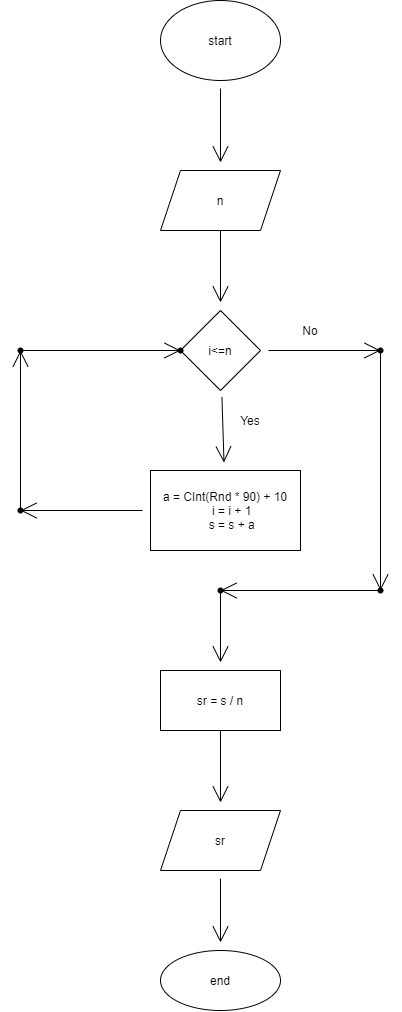 start
n
i<=n
No
Yes
a = CInt(Rnd * 90) + 10
i = i + 1
s = s + a
sr = s / n
sr
end